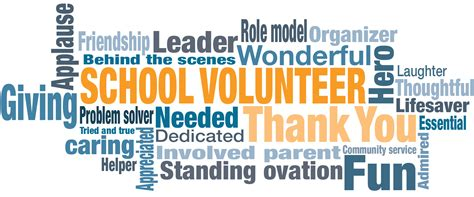 Applause
Friendship
Leader
Role model
Organizer
Behind the scenes
Wonderful
Hero
Laughter
Giving
SCHOOL VOLUNTEER
Thoughtful
Lifesaver
Problem solver
Needed
Thank You
Essential
Tried and true
Dedicated
caring
Appreciated
Involved parent
Community service
Admired
Helper
Standing ovation
Fun